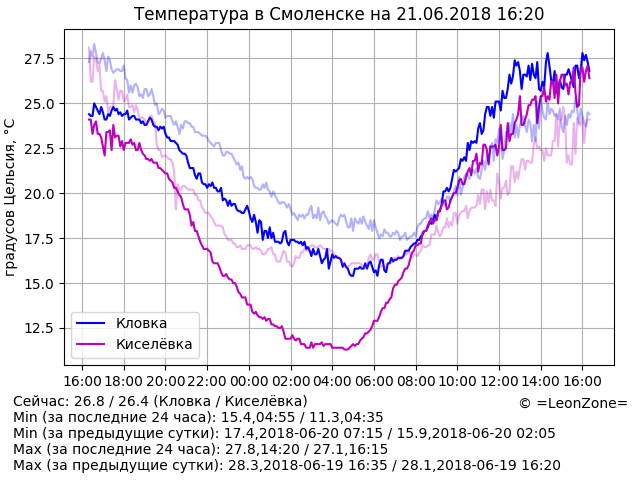 Температура в Смоленске на 21.06.2018 16:20
градусов Цельсия, °C
27.5
25.0
22.5
20.0
17.5
15.0
12.5
Кловка
Киселёвка
16:00 18:00 20:00 22:00 00:00 02:00 04:00 06:00 08:00 10:00 12:00 14:00 16:00
Сейчас: 26.8 / 26.4 (Кловка / Киселёвка)
© =LeonZone=
Min (за последние 24 часа): 15.4,04:55 / 11.3,04:35
Min (за предыдущие сутки): 17.4,2018-06-20 07:15 / 15.9,2018-06-20 02:05
Max (за последние 24 часа): 27.8,14:20 / 27.1,16:15
Max (за предыдущие сутки): 28.3,2018-06-19 16:35 / 28.1,2018-06-19 16:20